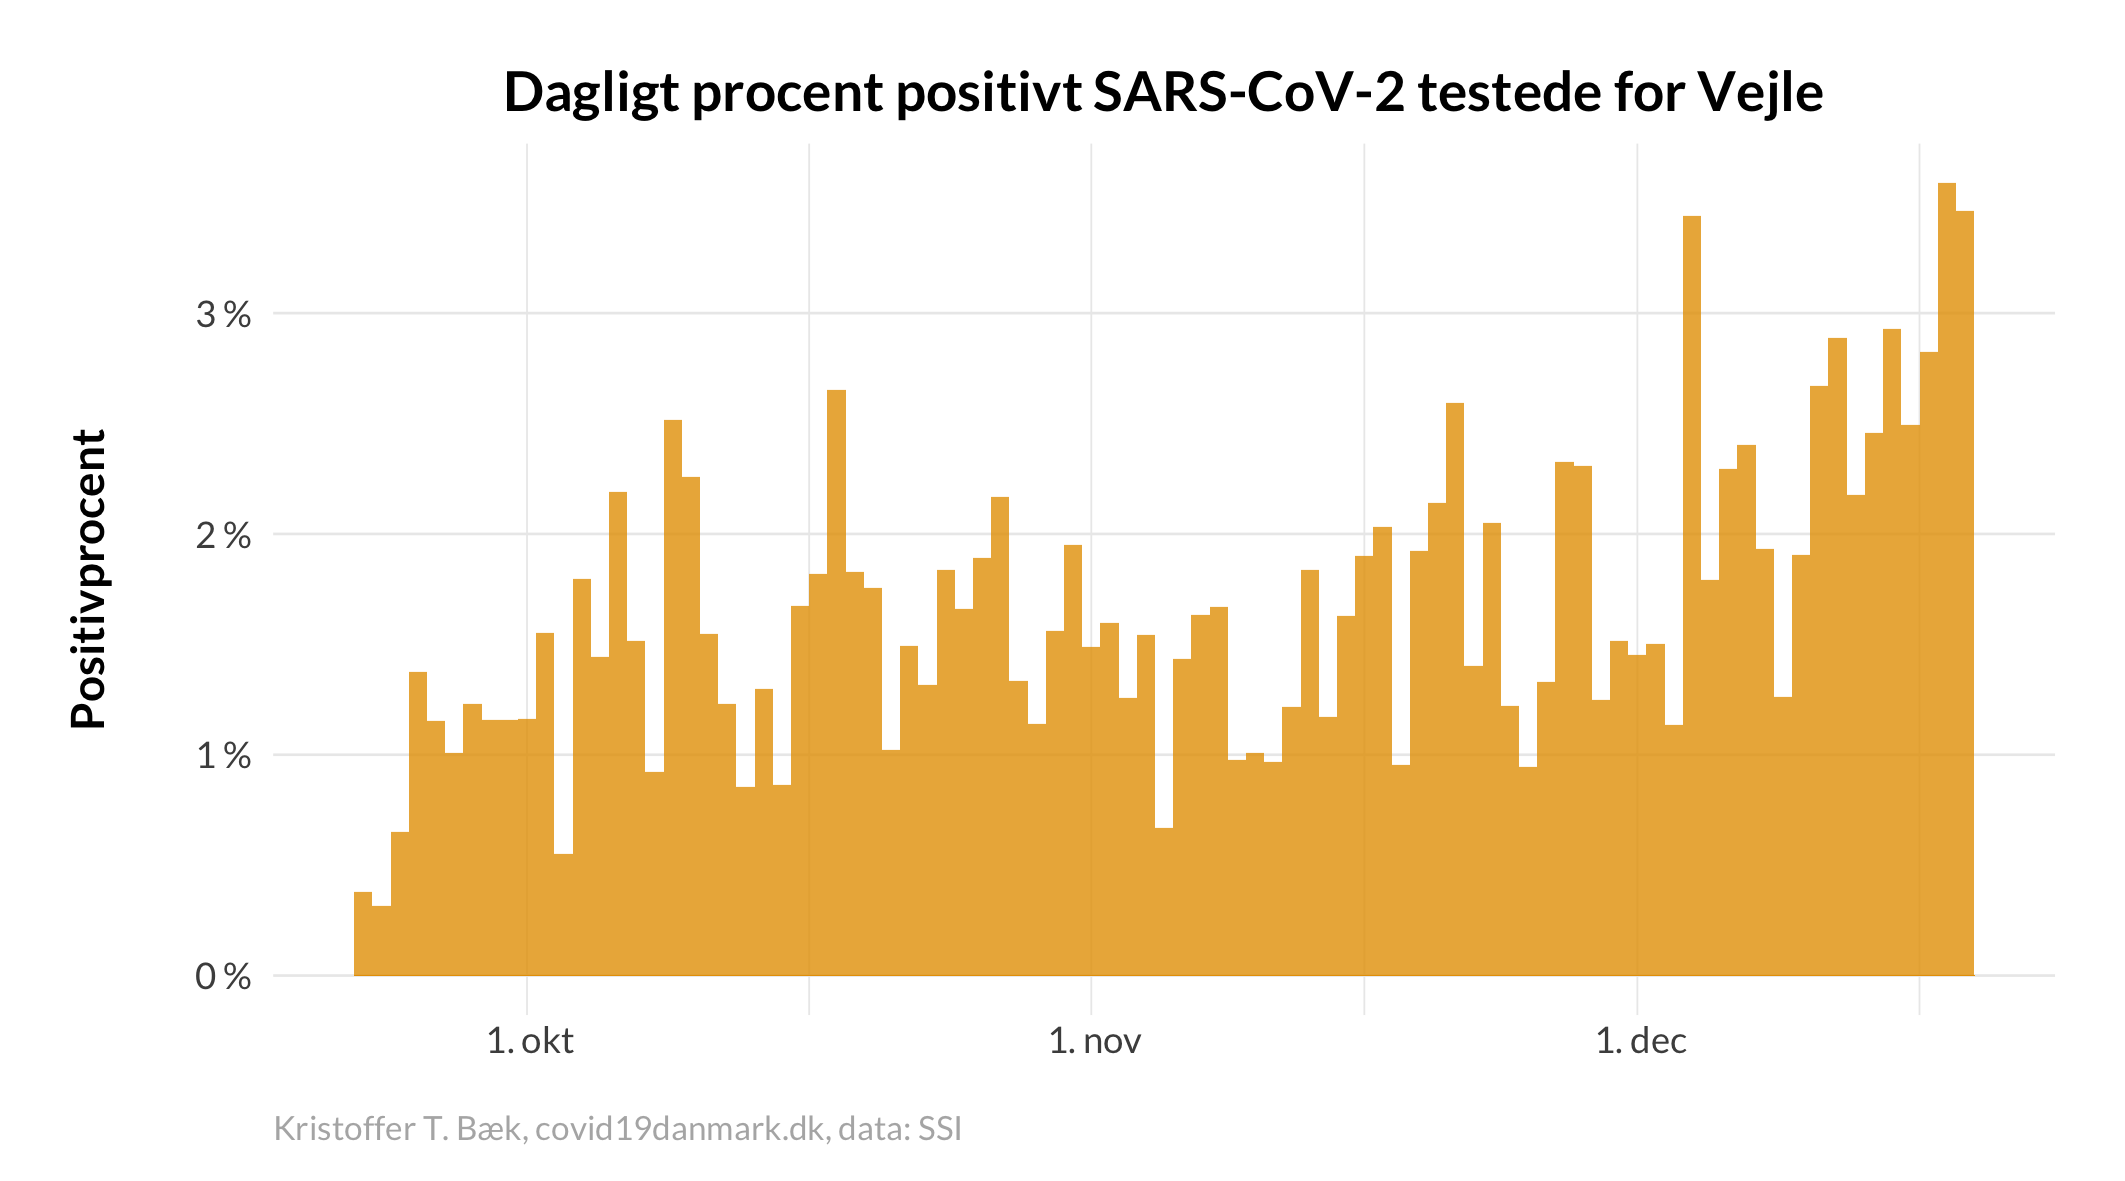 Dagligt procent positivt SARS-CoV-2 testede for Vejle
Positivprocent
3 %
2 %
1 %
0 %
1. okt
1. nov
1. dec
Kristoffer T. Bæk, covid19danmark.dk, data: SSI